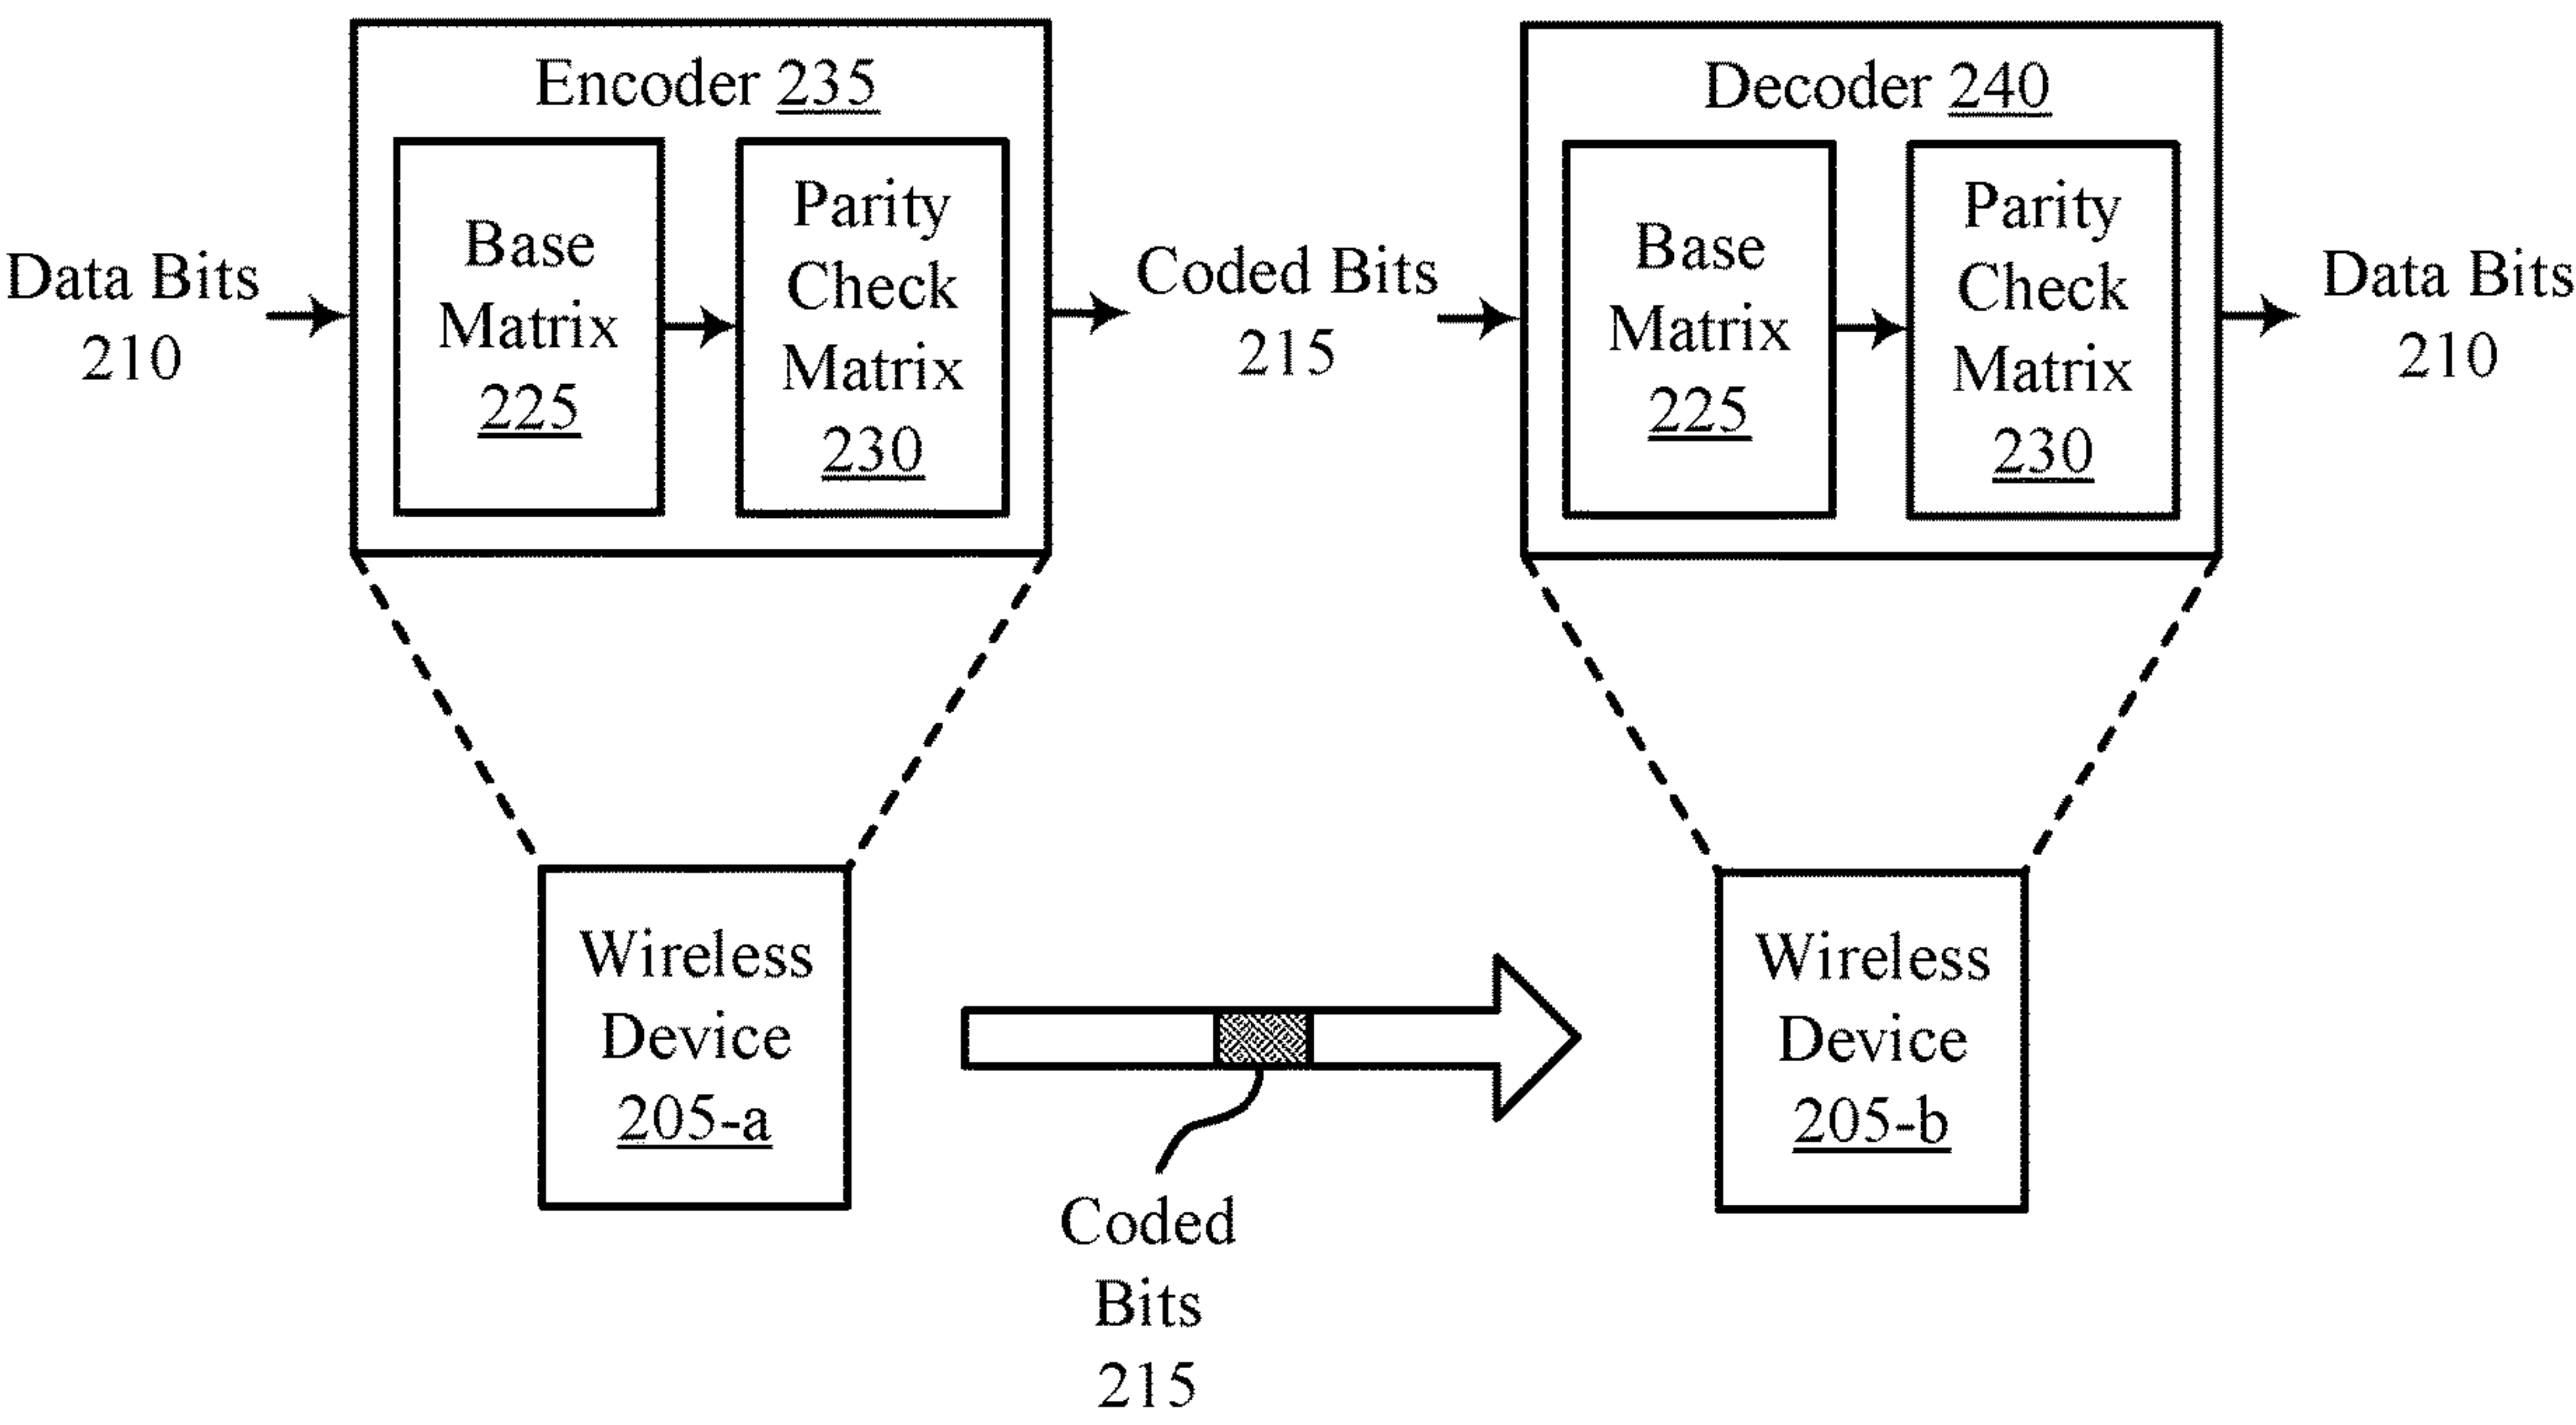 Encoder 235
Decoder 240
Data Bits
210
Base
Matrix
225
Parity
Check
Matrix
230
Coded Bits
215
Base
Matrix
225
Parity
Check
Matrix
230
Data Bits
210
Wireless
Device
205-a
Coded
Bits
215
Wireless
Device
205-b